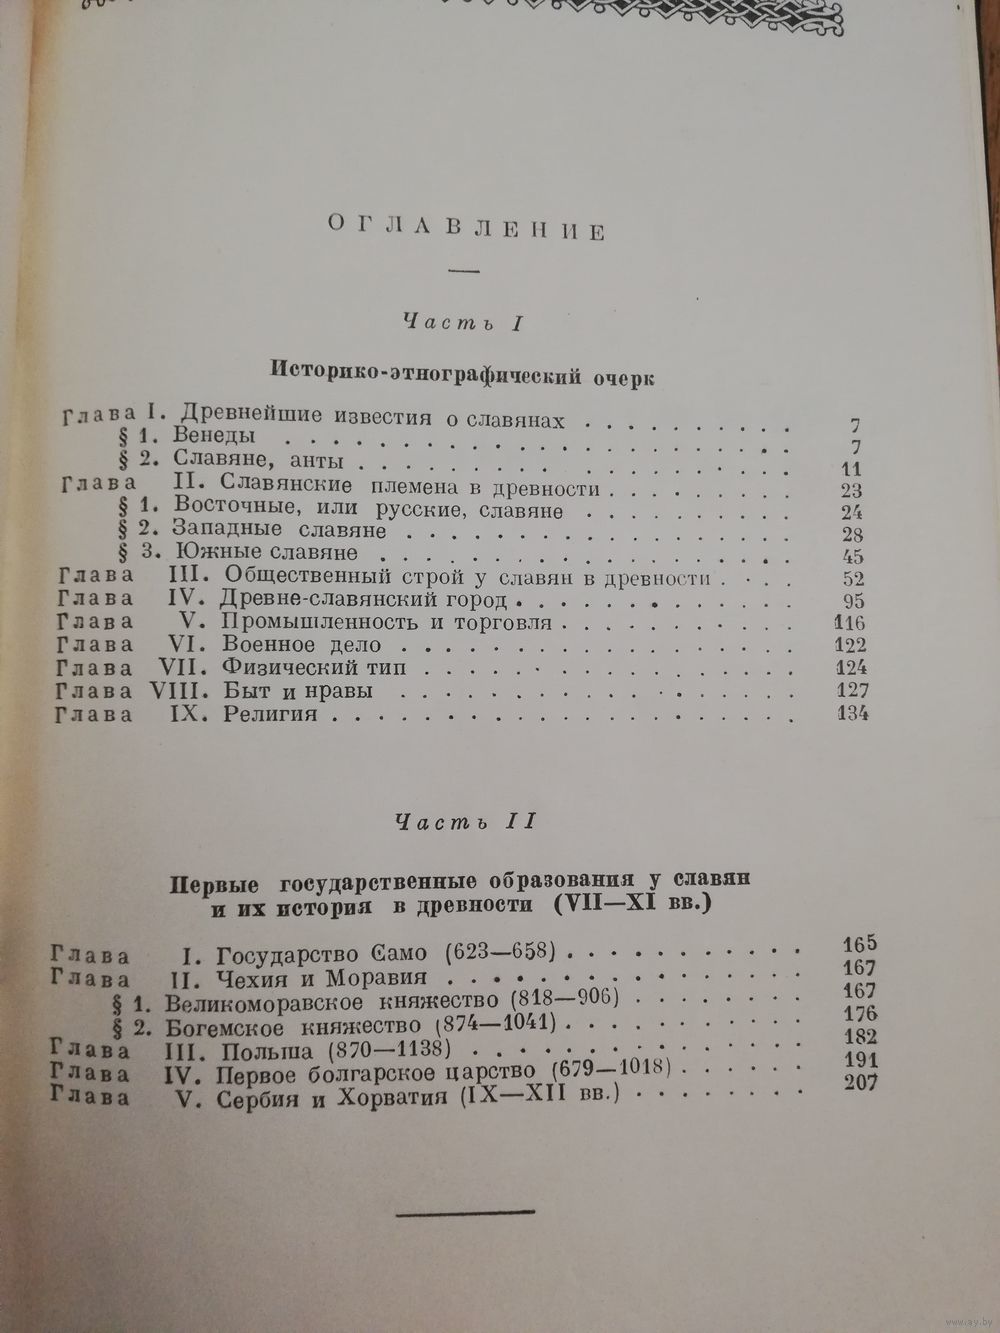 ОГЛАВЛЕНИЕ
Часть I
Историко-этнографический очерк
Глава I. Древнейшие известия о славянах . . . . . . . . . . 7
§ 1. Венеды . . . . . . . . . . . . . . . . . . . . . . 7
§ 2. Славяне, анты . . . . . . . . . . . . . . . . . . . 11
Глава II. Славянские племена в древности . . . . . . . . 23
§ 1. Восточные, или русские, славяне . . . . . . . . . . 24
§ 2. Западные славяне . . . . . . . . . . . . . . . . . 28
§ 3. Южные славяне . . . . . . . . . . . . . . . . . . 45
Глава III. Общественный строй у славян в древности . . . . 52
Глава IV. Древне-славянский город . . . . . . . . . . . . . 95
Глава V. Промышленность и торговля . . . . . . . . . . . 116
Глава VI. Военное дело . . . . . . . . . . . . . . . . . . 122
Глава VII. Физический тип . . . . . . . . . . . . . . . . . 124
Глава VIII. Быт и нравы . . . . . . . . . . . . . . . . . . 127
Глава IX. Религия . . . . . . . . . . . . . . . . . . . . . 134
Часть II
Первые государственные образования у славян
и их история в древности (VII—XI вв.)
Глава I. Государство Само (623—658) . . . . . . . . . . . 165
Глава II. Чехия и Моравия . . . . . . . . . . . . . . . . 167
§ 1. Великоморавское княжество (818—906) . . . . . . . . 167
§ 2. Богемское княжество (874—1041) . . . . . . . . . . . 176
Глава III. Польша (870—1138) . . . . . . . . . . . . . . . 182
Глава IV. Первое болгарское царство (679—1018) . . . . . . 191
Глава V. Сербия и Хорватия (IX—XII вв.) . . . . . . . . 207
www.ay.by